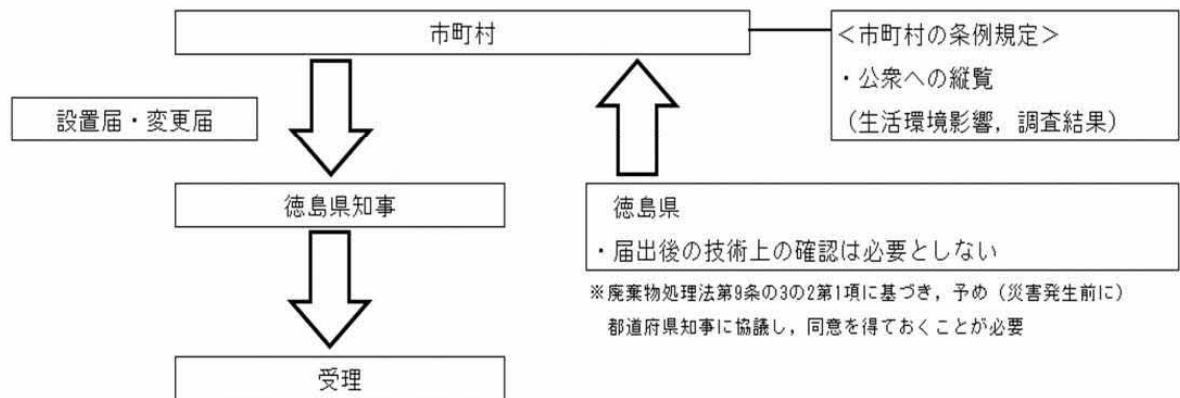 市町村
＜市町村の条例規定＞
・公衆への縦覧
（生活環境影響，調査結果）
設置届・変更届
徳島県知事
徳島県
・届出後の技術上の確認は必要としない
※廃棄物処理法第9条の3の2第1項に基づき，予め（災害発生前に）
都道府県知事に協議し，同意を得ておくことが必要
受理